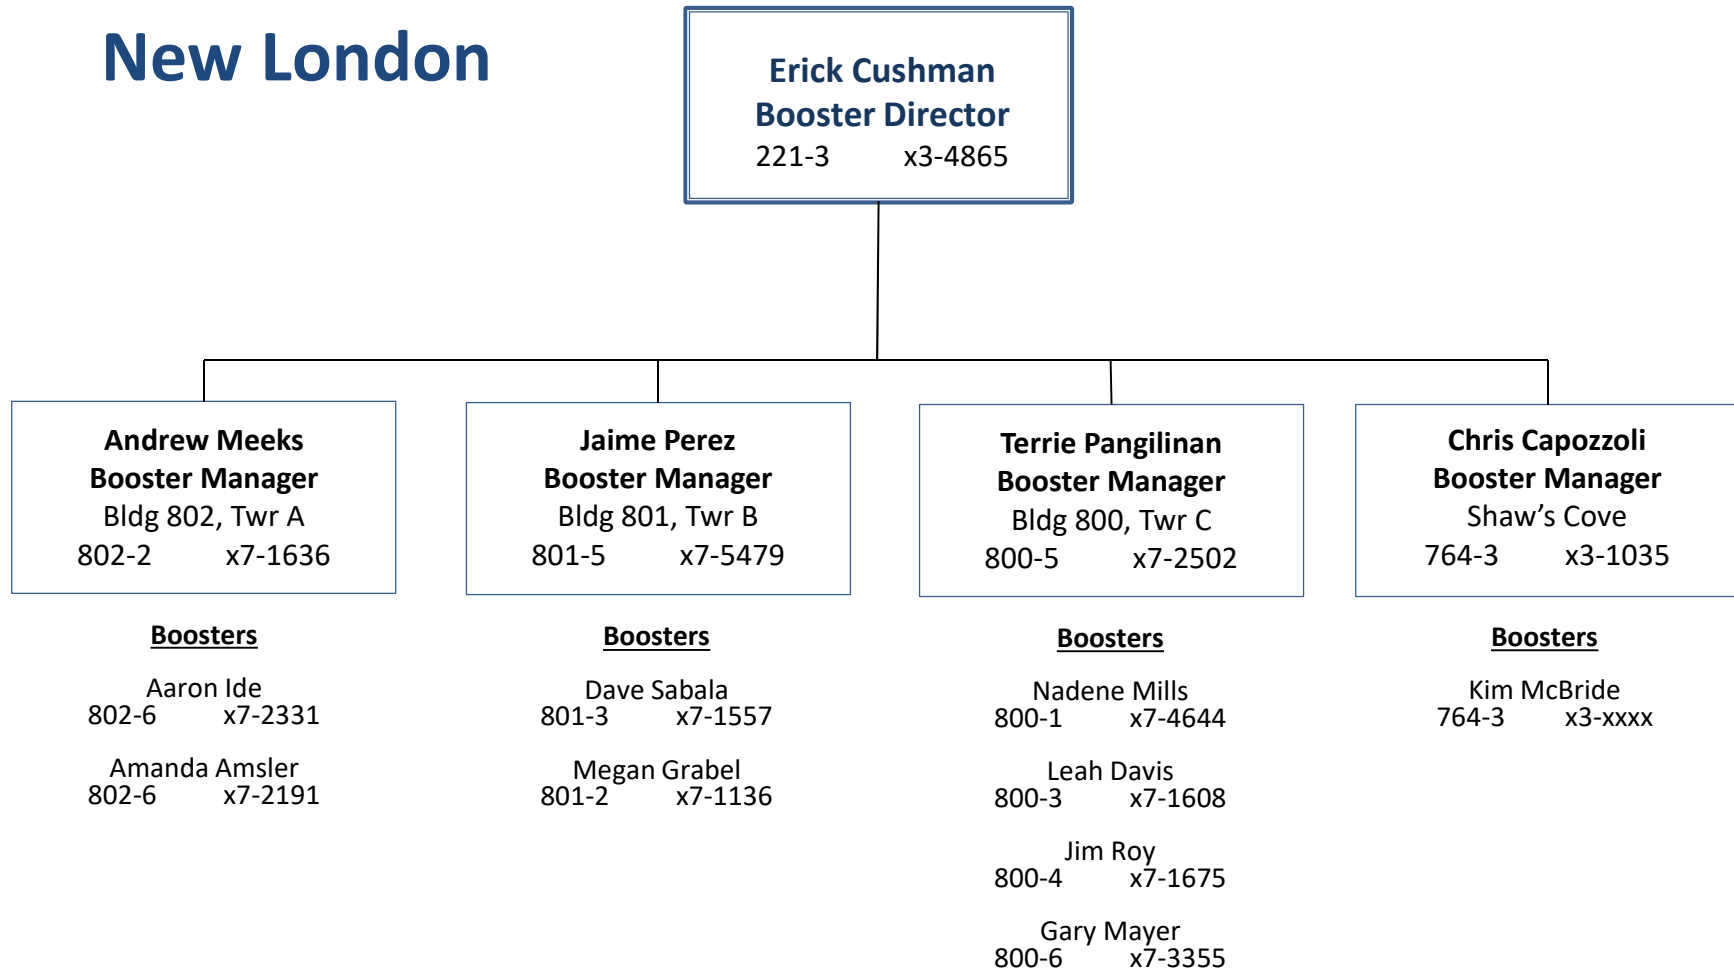 New London
Erick Cushman
Booster Director
221-3 x3-4865
Andrew Meeks
Booster Manager
Bldg 802, Twr A
802-2 x7-1636
Boosters
Aaron Ide
802-6 x7-2331
Amanda Amsler
802-6 x7-2191
Jaime Perez
Booster Manager
Bldg 801, Twr B
801-5 x7-5479
Boosters
Dave Sabala
801-3 x7-1557
Megan Grabel
801-2 x7-1136
Terrie Pangilinan
Booster Manager
Bldg 800, Twr C
800-5 x7-2502
Boosters
Nadene Mills
800-1 x7-4644
Leah Davis
800-3 x7-1608
Jim Roy
800-4 x7-1675
Gary Mayer
800-6 x7-3355
Chris Capozzoli
Booster Manager
Shaw’s Cove
764-3 x3-1035
Boosters
Kim McBride
764-3 x3-xxxx